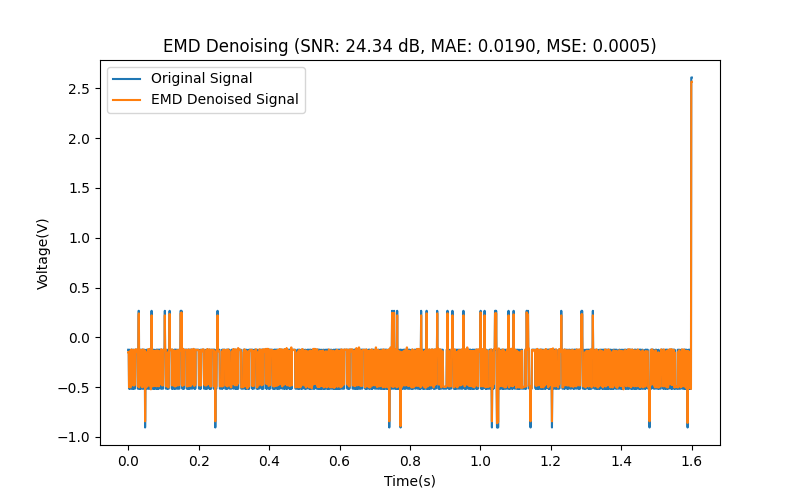 EMD Denoising (SNR: 24.34 dB, MAE: 0.0190, MSE: 0.0005)
Original Signal
EMD Denoised Signal
Voltage(V)
2.5
2.0
1.5
1.0
0.5
0.0
−0.5
−1.0
0.0 0.2 0.4 0.6 0.8 1.0 1.2 1.4 1.6
Time(s)